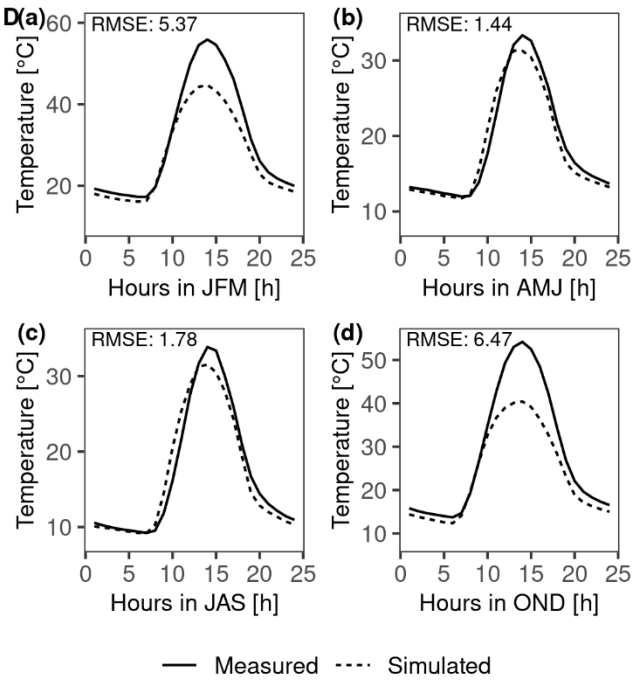 D(a)
RMSE: 5.37
Temperature [°C]
60
40
20
0 5 10 15 20 25
Hours in JFM [h]
(b)
RMSE: 1.44
Temperature [°C]
30
20
10
0 5 10 15 20 25
Hours in AMJ [h]
(c)
RMSE: 1.78
Temperature [°C]
30
20
10
0 5 10 15 20 25
Hours in JAS [h]
(d)
RMSE: 6.47
Temperature [°C]
50
40
30
20
10
0 5 10 15 20 25
Hours in OND [h]
Measured Simulated